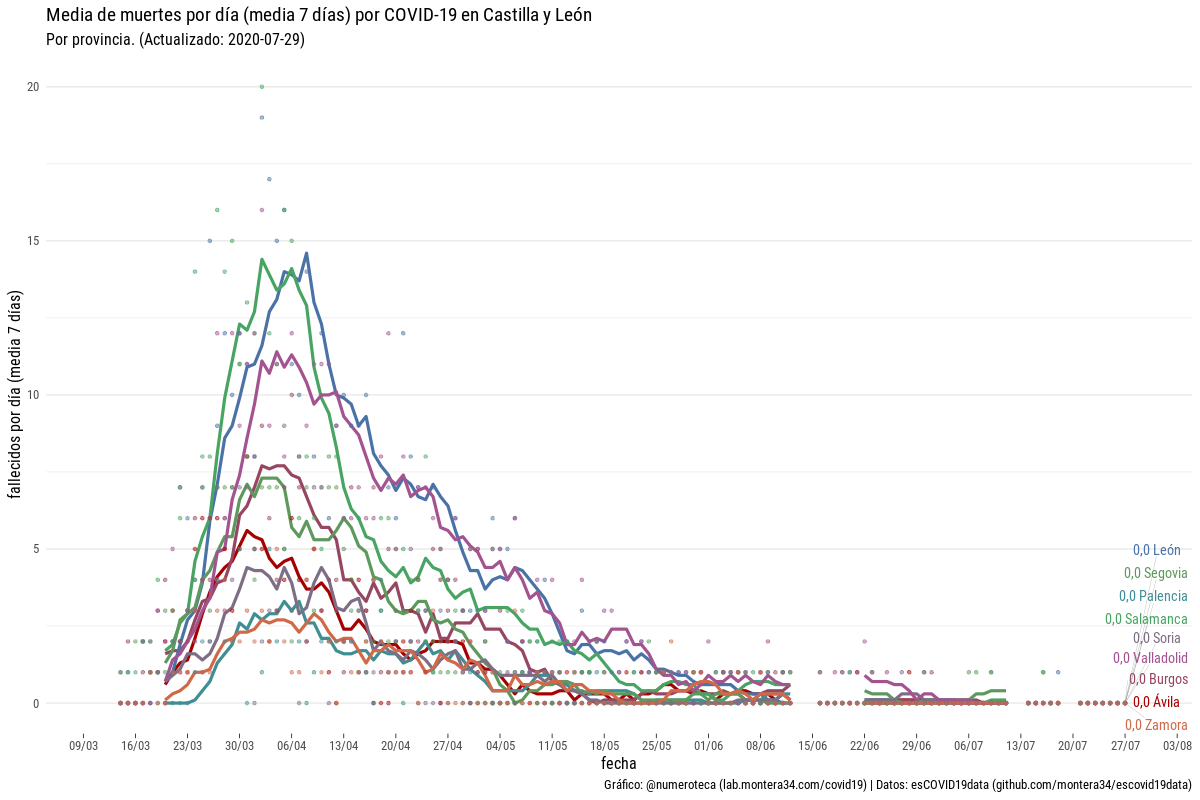 Media de muertes por día (media 7 días) por COVID-19 en Castilla y León
Por provincia. (Actualizado: 2020-07-29)
fallecidos por día (media 7 días)
20
15
10
5
0
0,0 León
0,0 Segovia
0,0 Palencia
0,0 Salamanca
0,0 Soria
0,0 Valladolid
0,0 Burgos
0,0 Ávila
0,0 Zamora
09/03 16/03 23/03 30/03 06/04 13/04 20/04 27/04 04/05 11/05 18/05 25/05 01/06 08/06 15/06 22/06 29/06 06/07 13/07 20/07 27/07 03/08
fecha
Gráfico: @numeroteca (lab.montera34.com/covid19) | Datos: esCOVID19data (github.com/montera34/escovid19data)